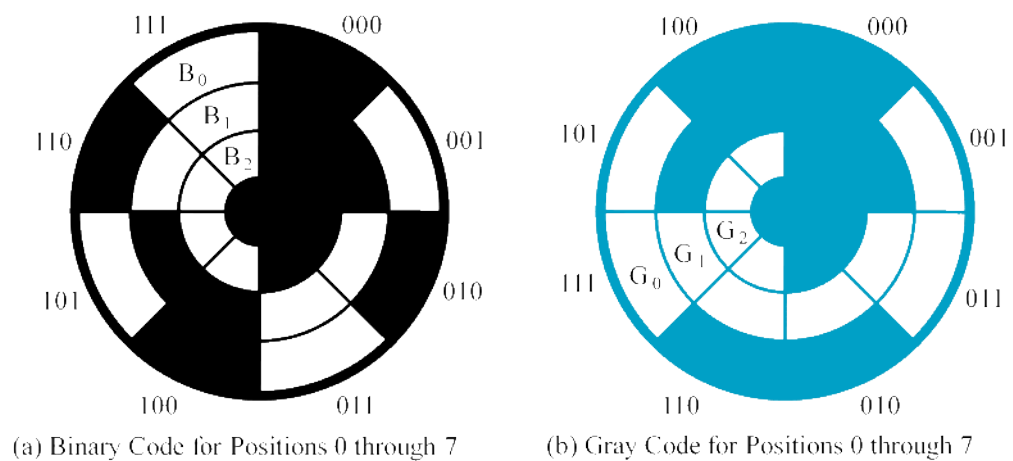 111 000
B0
B1
B2
110 001
101 010
100 011
(a) Binary Code for Positions 0 through 7
100 000
101 001
G2
G1
G0
111 011
110 010
(b) Gray Code for Positions 0 through 7